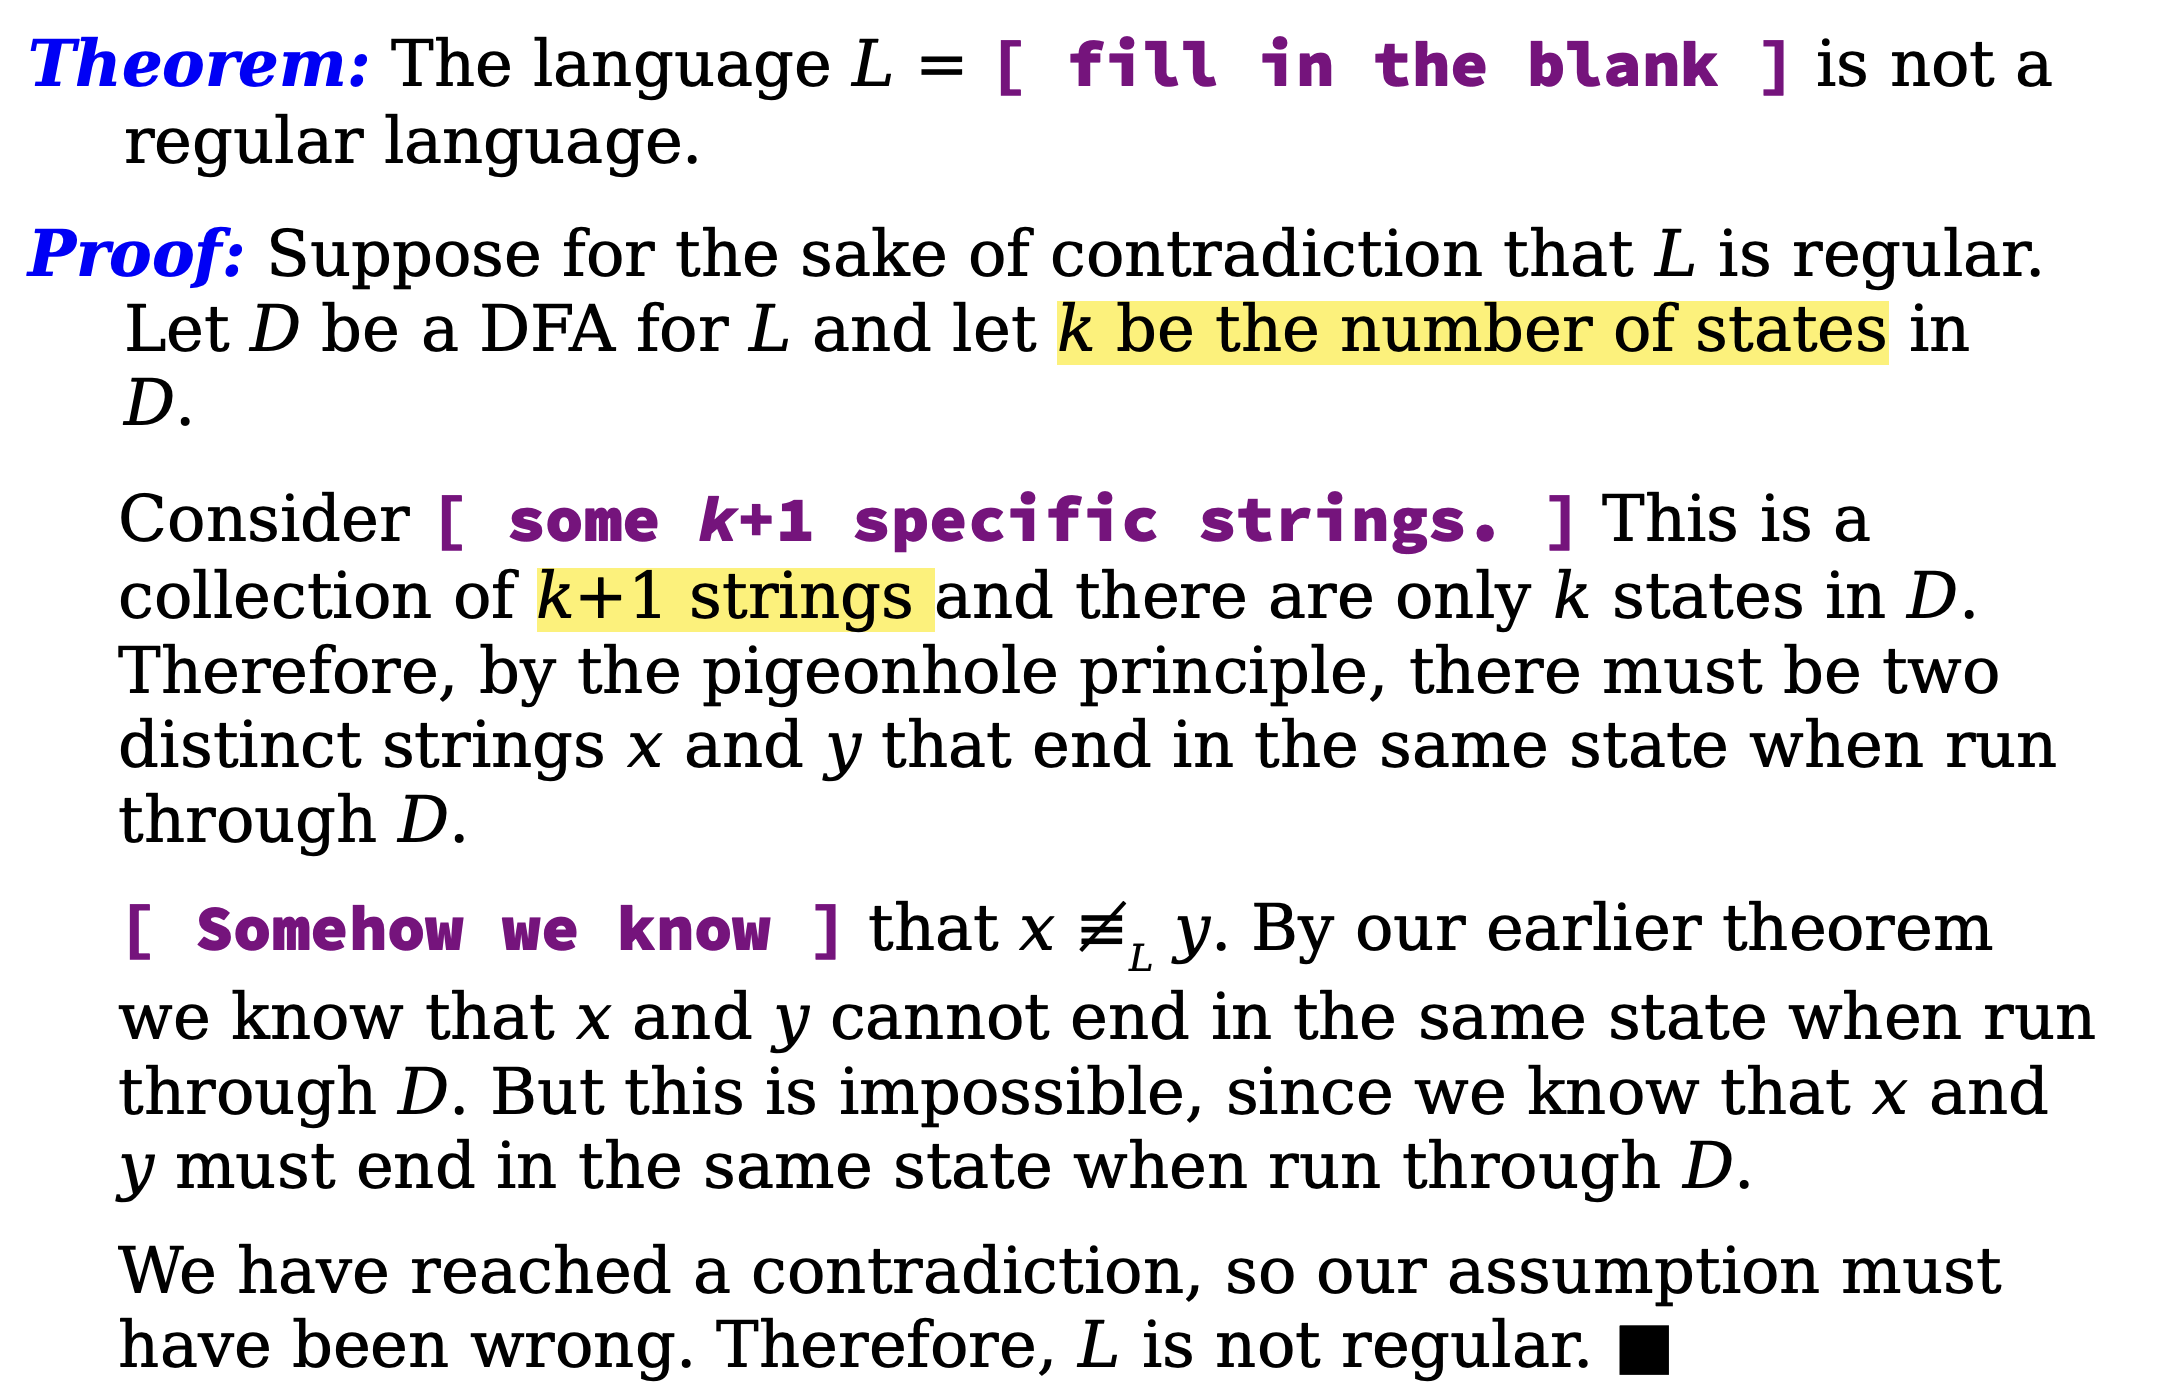 Theorem: The language L = [ fill in the blank ] is not a
regular language.
Proof: Suppose for the sake of contradiction that L is regular.
Let D be a DFA for L and let k be the number of states in
D.
Consider [ some k+1 specific strings. ] This is a
collection of k+1 strings and there are only k states in D.
Therefore, by the pigeonhole principle, there must be two
distinct strings x and y that end in the same state when run
through D.
[ Somehow we know ] that x ≢L y. By our earlier theorem
we know that x and y cannot end in the same state when run
through D. But this is impossible, since we know that x and
y must end in the same state when run through D.
We have reached a contradiction, so our assumption must
have been wrong. Therefore, L is not regular. ■